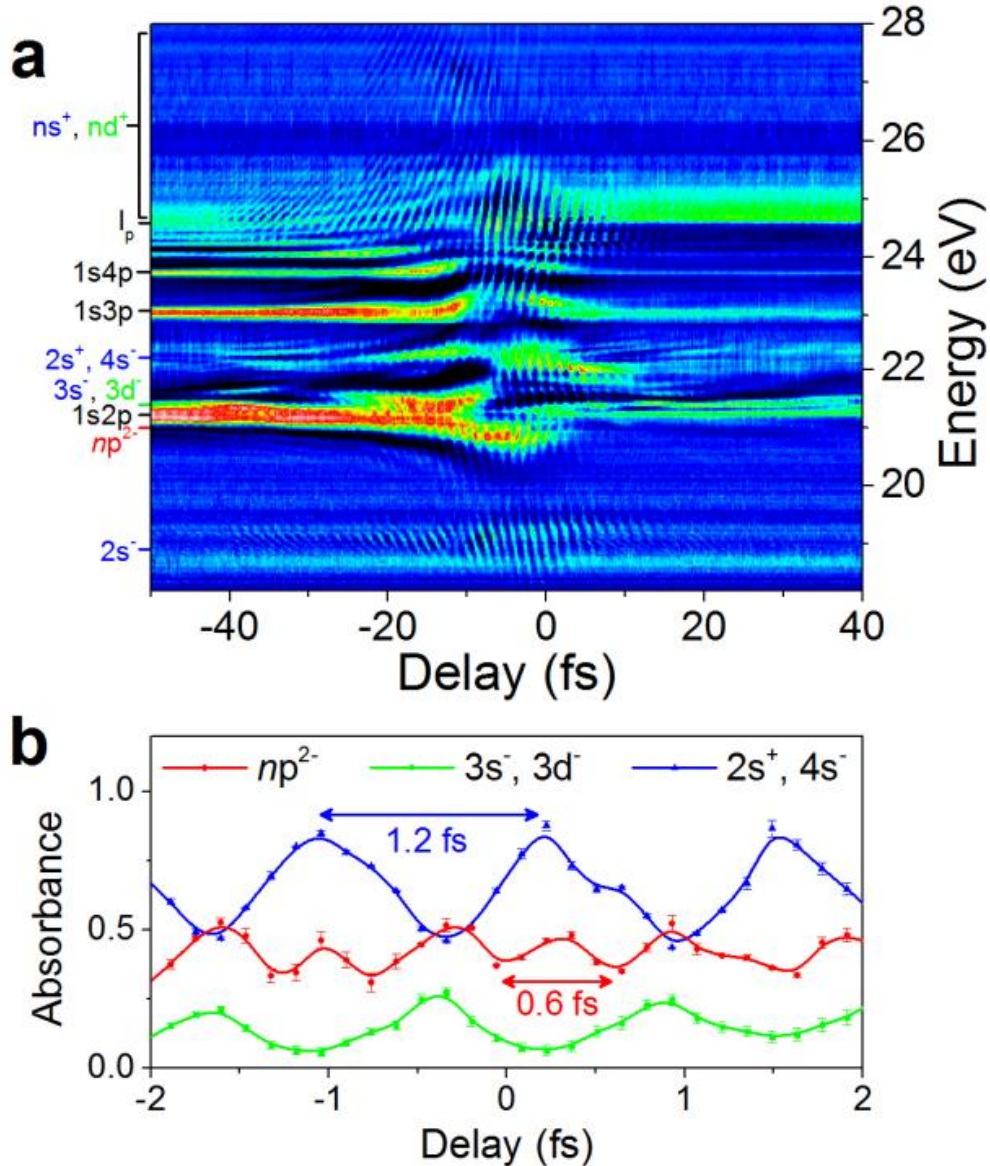 a
28
26
24
22
20
Energy (eV)
ns⁺, nd⁺
Iₚ
1s4p
1s3p
2s⁺, 4s⁻
3s⁻, 3d⁻
1s2p
np²⁻
2s⁻
-40
-20
0
20
40
Delay (fs)
b
np²⁻
3s⁻, 3d⁻
2s⁺, 4s⁻
1.0
0.5
0.0
Absorbance
1.2 fs
0.6 fs
-2
-1
0
1
2
Delay (fs)